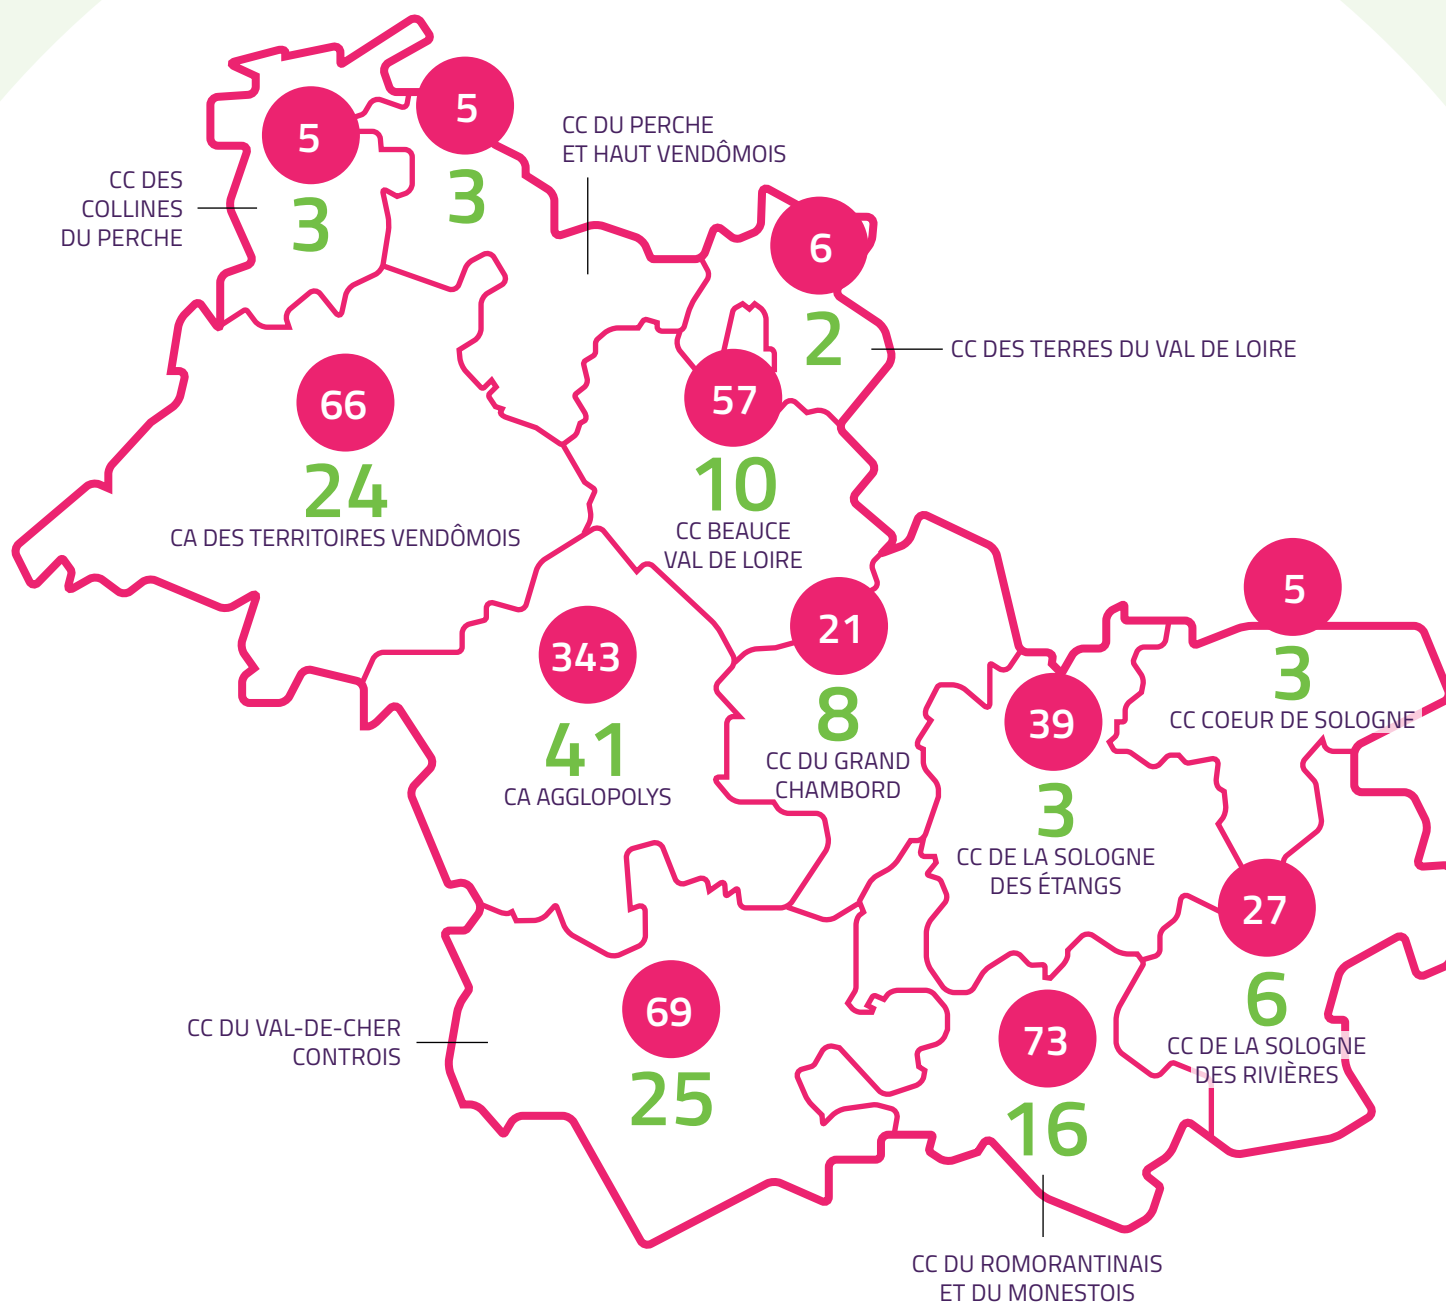 5
3
CC DES
COLLINES
DU PERCHE
5
3
CC DU PERCHE
ET HAUT VENDÔMOIS
6
2
CC DES TERRES DU VAL DE LOIRE
66
24
CA DES TERRITOIRES VENDÔMOIS
57
10
CC BEAUCE
VAL DE LOIRE
343
41
CA AGGLOPOLYS
21
8
CC DU GRAND
CHAMBORD
39
3
CC DE LA SOLOGNE
DES ÉTANGS
5
3
CC COEUR DE SOLOGNE
27
6
CC DE LA SOLOGNE
DES RIVIÈRES
69
25
CC DU VAL-DE-CHER
CONTROIS
73
16
CC DU ROMORANTINAIS
ET DU MONESTOIS